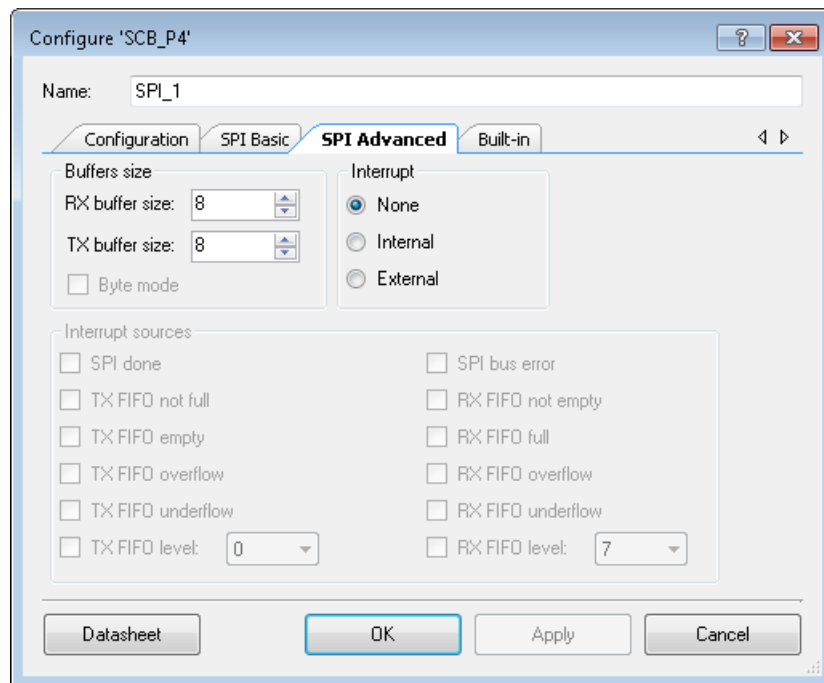 Configure 'SCB_P4'
Name: SPI_1
Configuration SPI Basic SPI Advanced Built-in
Buffers size
RX buffer size: 8
TX buffer size: 8
Byte mode
Interrupt
None
Internal
External
Interrupt sources
SPI done
TX FIFO not full
TX FIFO empty
TX FIFO overflow
TX FIFO underflow
TX FIFO level: 0
SPI bus error
RX FIFO not empty
RX FIFO full
RX FIFO overflow
RX FIFO underflow
RX FIFO level: 7
Datasheet OK Apply Cancel